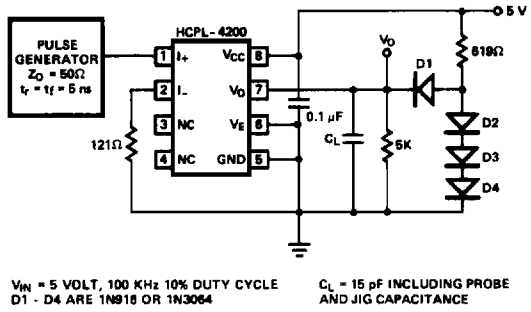 HCPL-4200
5 V
PULSE
GENERATOR
Z_O = 50Ω
t_r = t_f = 5 ns
1 I+
2 I-
3 NC
4 NC
V_CC 8
V_O 7
V_E 6
GND 5
121Ω
0.1 µF
C_L
5K
V_O
D1
619Ω
D2
D3
D4
V_IN = 5 VOLT, 100 KHz 10% DUTY CYCLE
D1 - D4 ARE 1N916 OR 1N3064
C_L = 15 pF INCLUDING PROBE
AND JIG CAPACITANCE